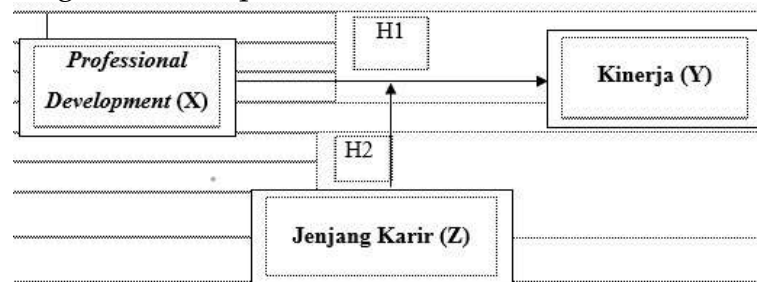 H1
Professional
Development (X)
Kinerja (Y)
H2
Jenjang Karir (Z)